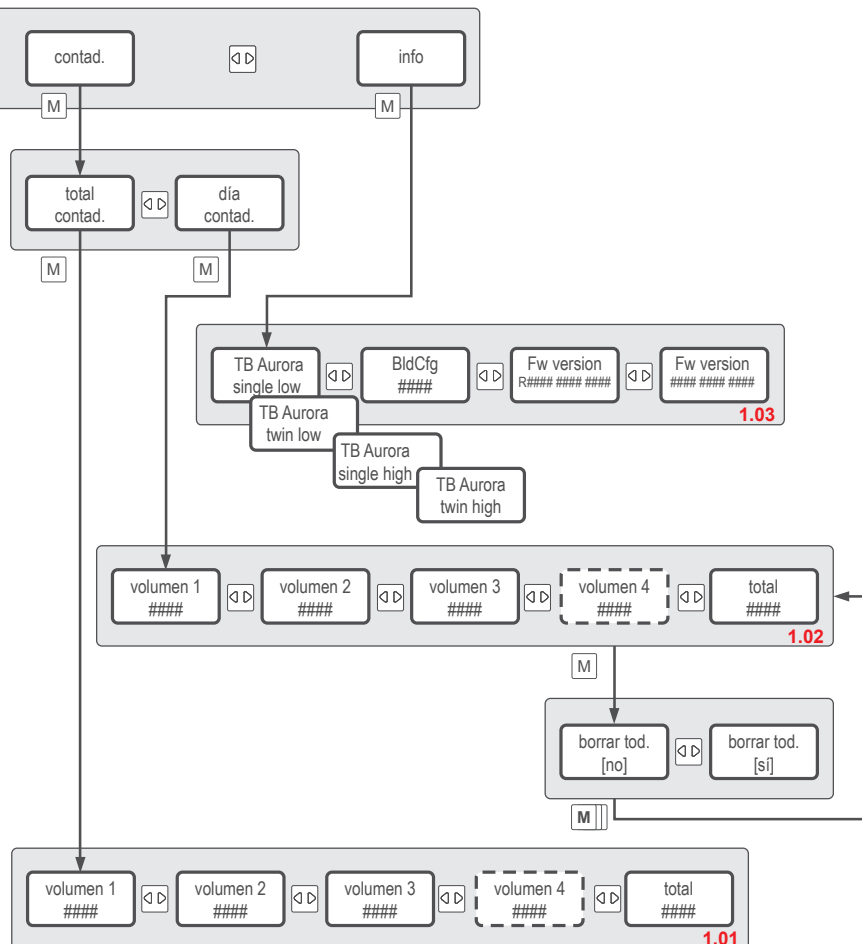 contad.
info
M
M
total
contad.
día
contad.
M
M
TB Aurora
single low
BldCfg
####
Fw version
R#### #### ####
Fw version
#### #### ####
1.03
TB Aurora
twin low
TB Aurora
single high
TB Aurora
twin high
volumen 1
####
volumen 2
####
volumen 3
####
volumen 4
####
total
####
1.02
M
borrar tod.
[no]
borrar tod.
[sí]
M
volumen 1
####
volumen 2
####
volumen 3
####
volumen 4
####
total
####
1.01